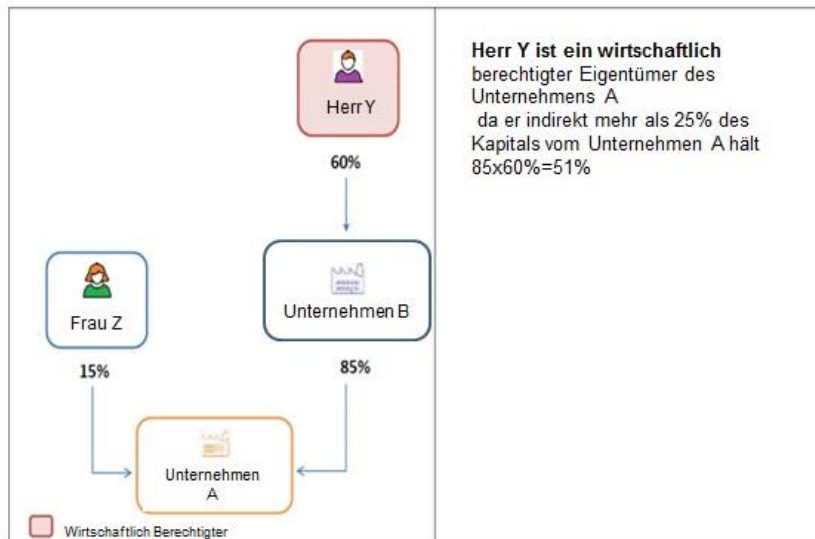 Herr Y
60%
Frau Z
Unternehmen B
15%
85%
Unternehmen
A
Wirtschaftlich Berechtigter
Herr Y ist ein wirtschaftlich
berechtigter Eigentümer des
Unternehmens A
da er indirekt mehr als 25% des
Kapitals vom Unternehmen A hält
85x60%=51%